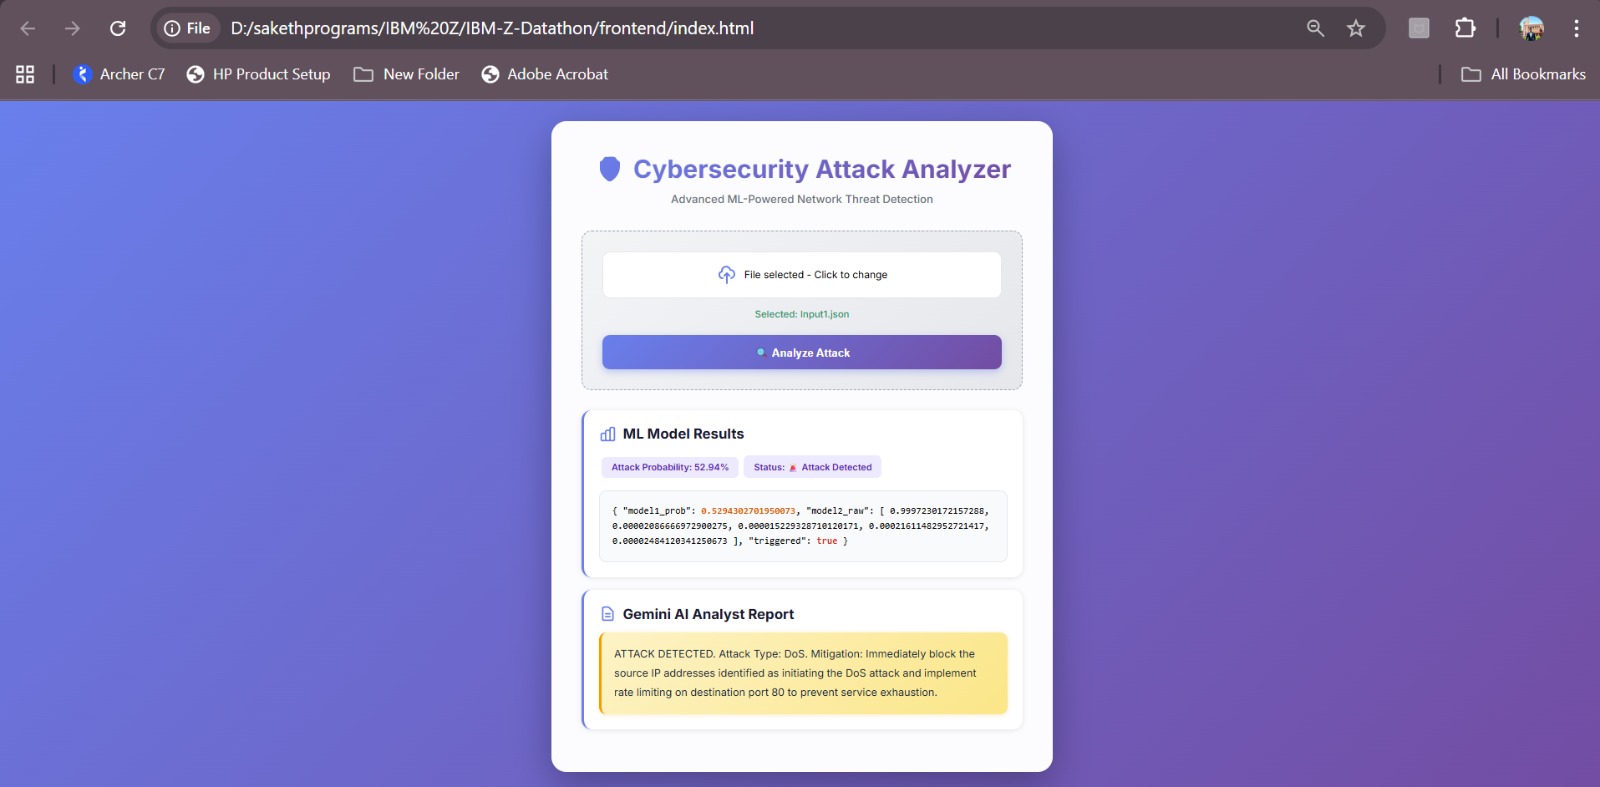 File D:/sakethprograms/IBM%20Z/IBM-Z-Datathon/frontend/index.html
Archer C7 HP Product Setup New Folder Adobe Acrobat All Bookmarks
Cybersecurity Attack Analyzer
Advanced ML-Powered Network Threat Detection
File selected - Click to change
Selected: Input1.json
Analyze Attack
ML Model Results
Attack Probability: 52.94% Status: 🚨 Attack Detected
{ "model1_prob": 0.5294302701950073, "model2_raw": [ 0.9997230172157288,
0.00002086666972900275, 0.000015229328710120171, 0.00021611482952721417,
0.00002484120341250673 ], "triggered": true }
Gemini AI Analyst Report
ATTACK DETECTED. Attack Type: DoS. Mitigation: Immediately block the
source IP addresses identified as initiating the DoS attack and implement
rate limiting on destination port 80 to prevent service exhaustion.